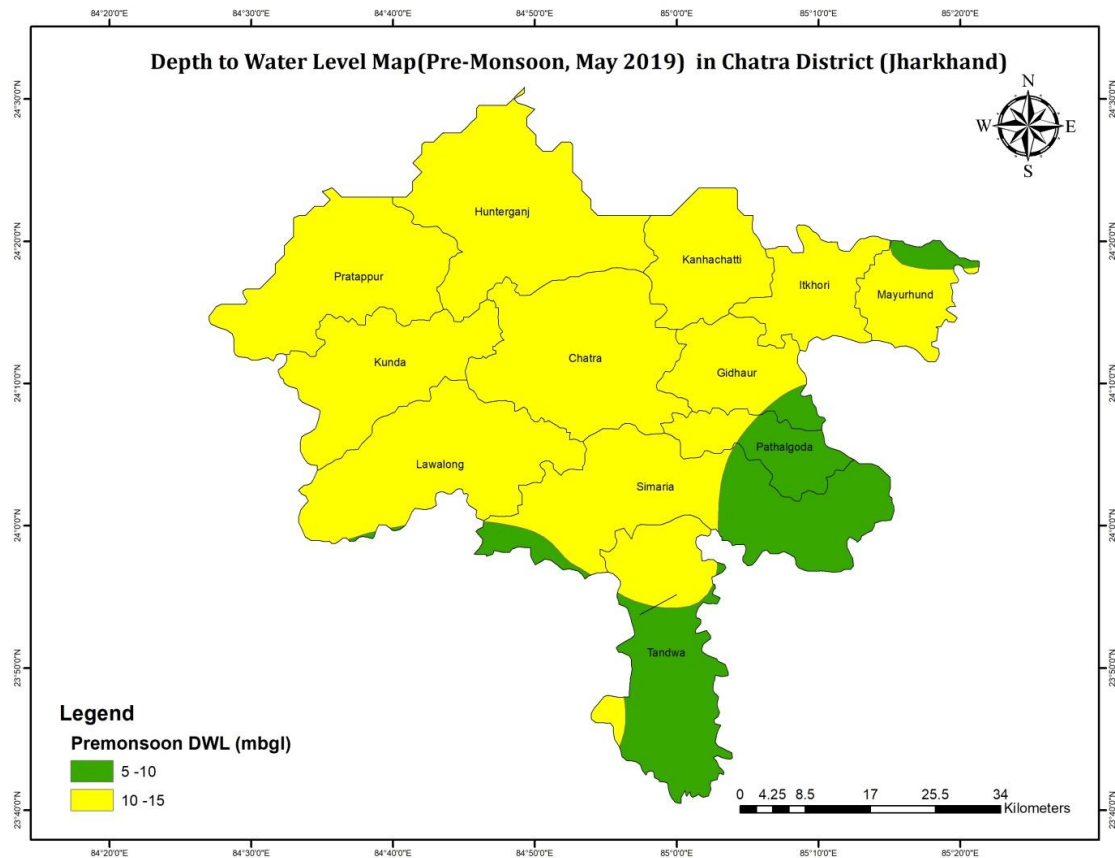 84°20'0"E 84°30'0"E 84°40'0"E 84°50'0"E 85°0'0"E 85°10'0"E 85°20'0"E
Depth to Water Level Map(Pre-Monsoon, May 2019) in Chatra District (Jharkhand)
N
W E
S
24°30'0"N 24°30'0"N
Hunterganj
24°20'0"N 24°20'0"N
Kanhachatti
Pratappur
Itkhori
Mayurhund
Chatra
Kunda
Gidhaur
24°10'0"N 24°10'0"N
Pathalgoda
Lawalong
Simaria
24°0'0"N 24°0'0"N
Tandwa
23°50'0"N 23°50'0"N
Legend
Premonsoon DWL (mbgl)
5 -10
10 -15
0 4.25 8.5 17 25.5 34
Kilometers
23°40'0"N 23°40'0"N
84°20'0"E 84°30'0"E 84°40'0"E 84°50'0"E 85°0'0"E 85°10'0"E 85°20'0"E